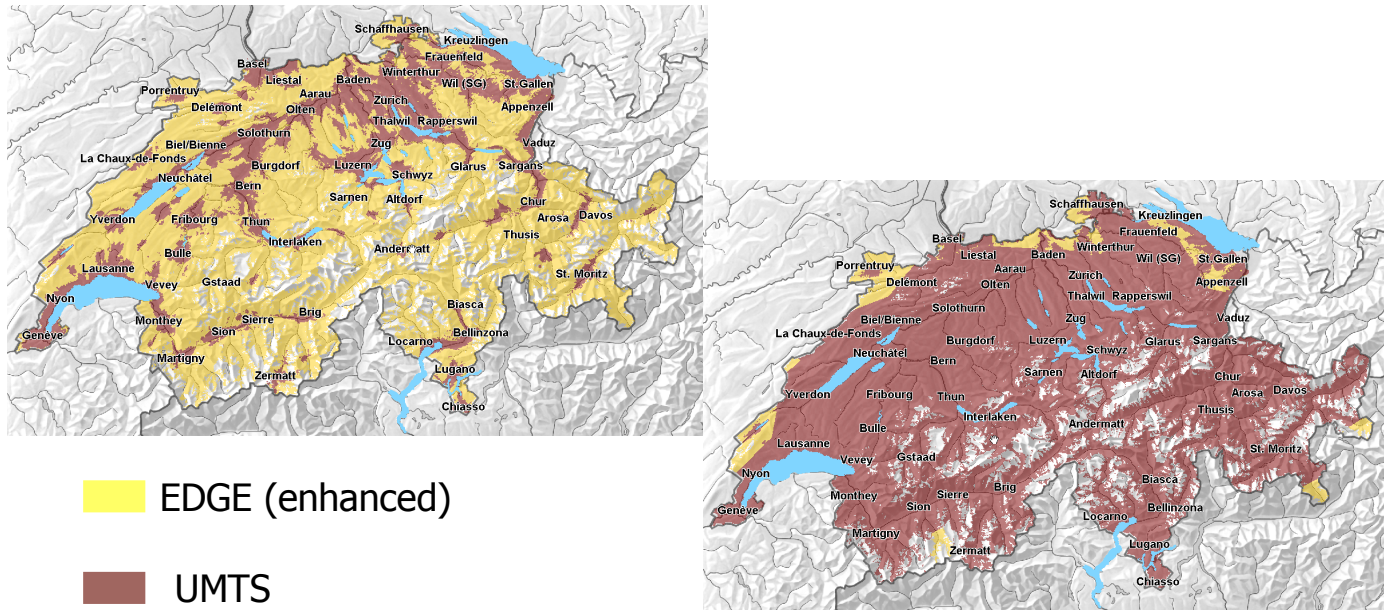 Schaffhausen
Kreuzlingen
Basel
Frauenfeld
Liestal
Baden
Winterthur
Wil (SG)
St.Gallen
Porrentruy
Aarau
Delémont
Olten
Zürich
Appenzell
Thalwil
Rapperswil
Solothurn
Biel/Bienne
Zug
Vaduz
La Chaux-de-Fonds
Burgdorf
Luzern
Glarus
Sargans
Neuchâtel
Schwyz
Bern
Sarnen
Altdorf
Chur
Yverdon
Fribourg
Thun
Arosa
Davos
Interlaken
Andermatt
Thusis
Bulle
Lausanne
Gstaad
St. Moritz
Vevey
Nyon
Biasca
Monthey
Sierre
Brig
Genève
Sion
Bellinzona
Locarno
Martigny
Lugano
Zermatt
Chiasso
Schaffhausen
Kreuzlingen
Basel
Frauenfeld
Liestal
Baden
Winterthur
Wil (SG)
St.Gallen
Porrentruy
Aarau
Delémont
Olten
Zürich
Appenzell
Thalwil
Rapperswil
Solothurn
Biel/Bienne
Zug
Vaduz
La Chaux-de-Fonds
Burgdorf
Luzern
Glarus
Sargans
Neuchâtel
Schwyz
Bern
Sarnen
Altdorf
Chur
Yverdon
Fribourg
Thun
Arosa
Davos
Interlaken
Andermatt
Thusis
Bulle
Lausanne
Gstaad
St. Moritz
Vevey
Nyon
Biasca
Monthey
Sierre
Brig
Genève
Sion
Bellinzona
Locarno
Martigny
Lugano
Zermatt
Chiasso
EDGE (enhanced)
UMTS